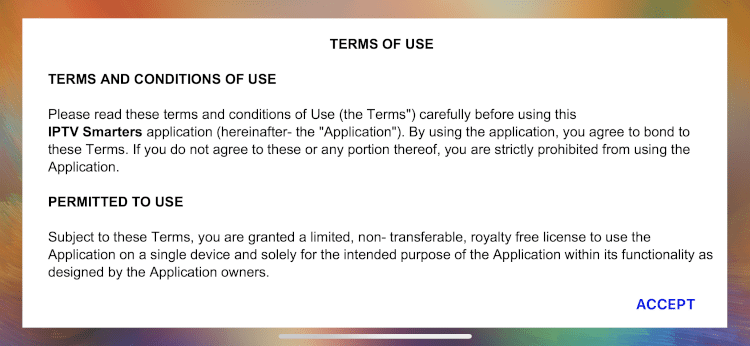 TERMS OF USE
TERMS AND CONDITIONS OF USE
Please read these terms and conditions of Use (the Terms") carefully before using this
IPTV Smarters application (hereinafter- the "Application"). By using the application, you agree to bond to
these Terms. If you do not agree to these or any portion thereof, you are strictly prohibited from using the
Application.
PERMITTED TO USE
Subject to these Terms, you are granted a limited, non- transferable, royalty free license to use the
Application on a single device and solely for the intended purpose of the Application within its functionality as
designed by the Application owners.
ACCEPT